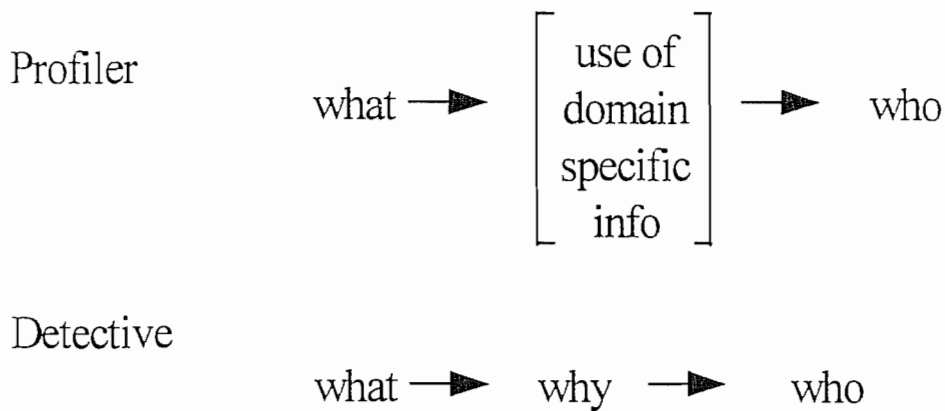 Profiler
what → [ use of
domain
specific
info ] → who
Detective
what → why → who